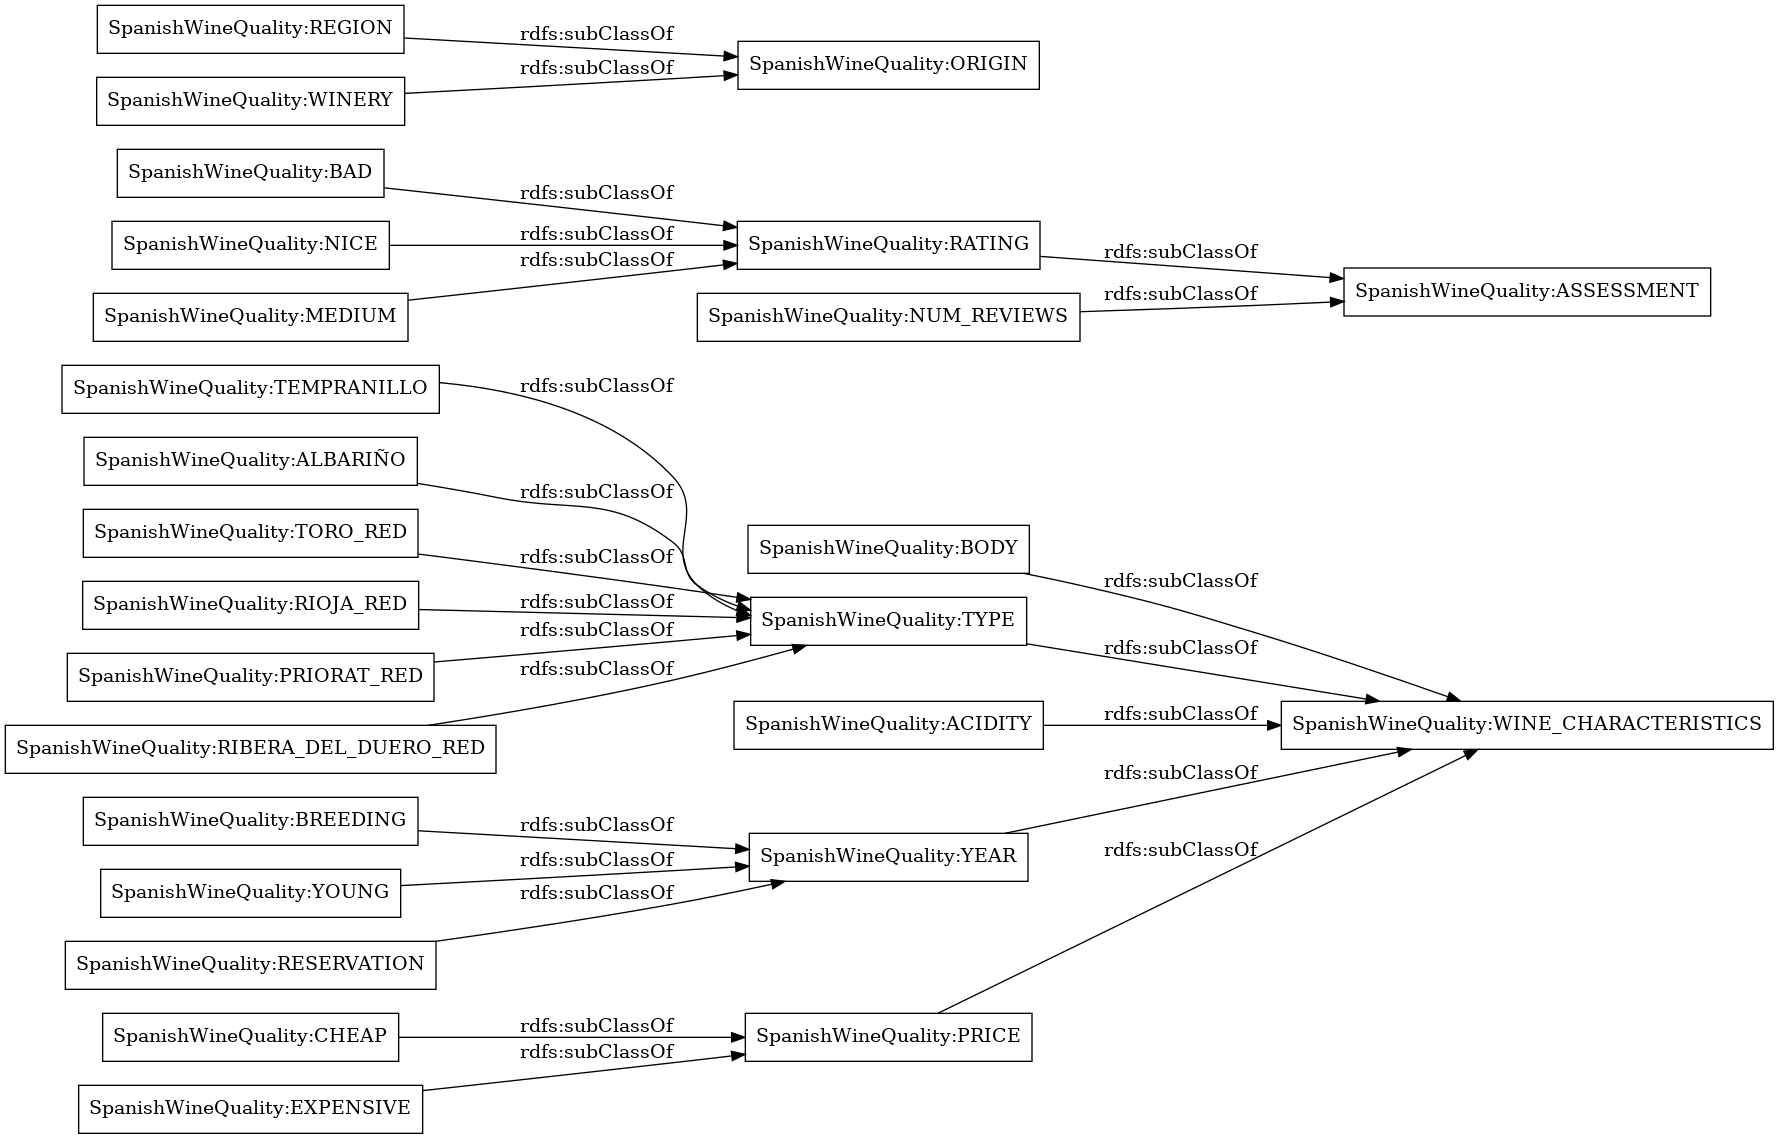 SpanishWineQuality:REGION
rdfs:subClassOf
SpanishWineQuality:ORIGIN
rdfs:subClassOf
SpanishWineQuality:WINERY
SpanishWineQuality:BAD
rdfs:subClassOf
SpanishWineQuality:NICE
rdfs:subClassOf
SpanishWineQuality:RATING
rdfs:subClassOf
rdfs:subClassOf
SpanishWineQuality:MEDIUM
SpanishWineQuality:NUM_REVIEWS
rdfs:subClassOf
SpanishWineQuality:ASSESSMENT
SpanishWineQuality:TEMPRANILLO
rdfs:subClassOf
SpanishWineQuality:ALBARIÑO
rdfs:subClassOf
SpanishWineQuality:TORO_RED
rdfs:subClassOf
SpanishWineQuality:BODY
rdfs:subClassOf
SpanishWineQuality:RIOJA_RED
rdfs:subClassOf
SpanishWineQuality:TYPE
rdfs:subClassOf
rdfs:subClassOf
SpanishWineQuality:PRIORAT_RED
rdfs:subClassOf
SpanishWineQuality:RIBERA_DEL_DUERO_RED
SpanishWineQuality:ACIDITY
rdfs:subClassOf
SpanishWineQuality:WINE_CHARACTERISTICS
rdfs:subClassOf
SpanishWineQuality:BREEDING
rdfs:subClassOf
SpanishWineQuality:YEAR
rdfs:subClassOf
rdfs:subClassOf
SpanishWineQuality:YOUNG
rdfs:subClassOf
SpanishWineQuality:RESERVATION
SpanishWineQuality:CHEAP
rdfs:subClassOf
SpanishWineQuality:PRICE
rdfs:subClassOf
SpanishWineQuality:EXPENSIVE